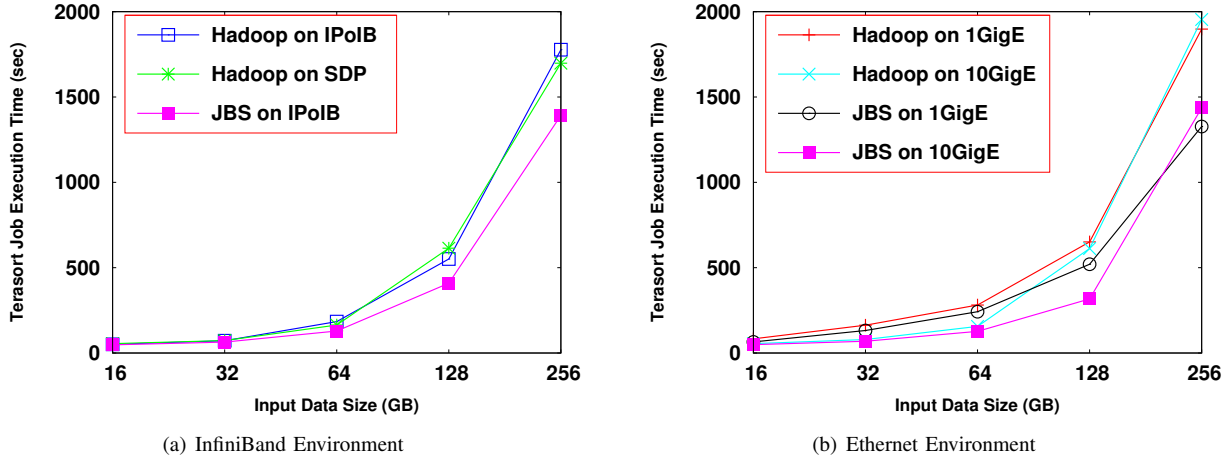 2000
1500
1000
500
0
Terasort Job Execution Time (sec)
Hadoop on IPoIB
Hadoop on SDP
JBS on IPoIB
16 32 64 128 256
Input Data Size (GB)
(a) InfiniBand Environment
2000
1500
1000
500
0
Terasort Job Execution Time (sec)
Hadoop on 1GigE
Hadoop on 10GigE
JBS on 1GigE
JBS on 10GigE
16 32 64 128 256
Input Data Size (GB)
(b) Ethernet Environment